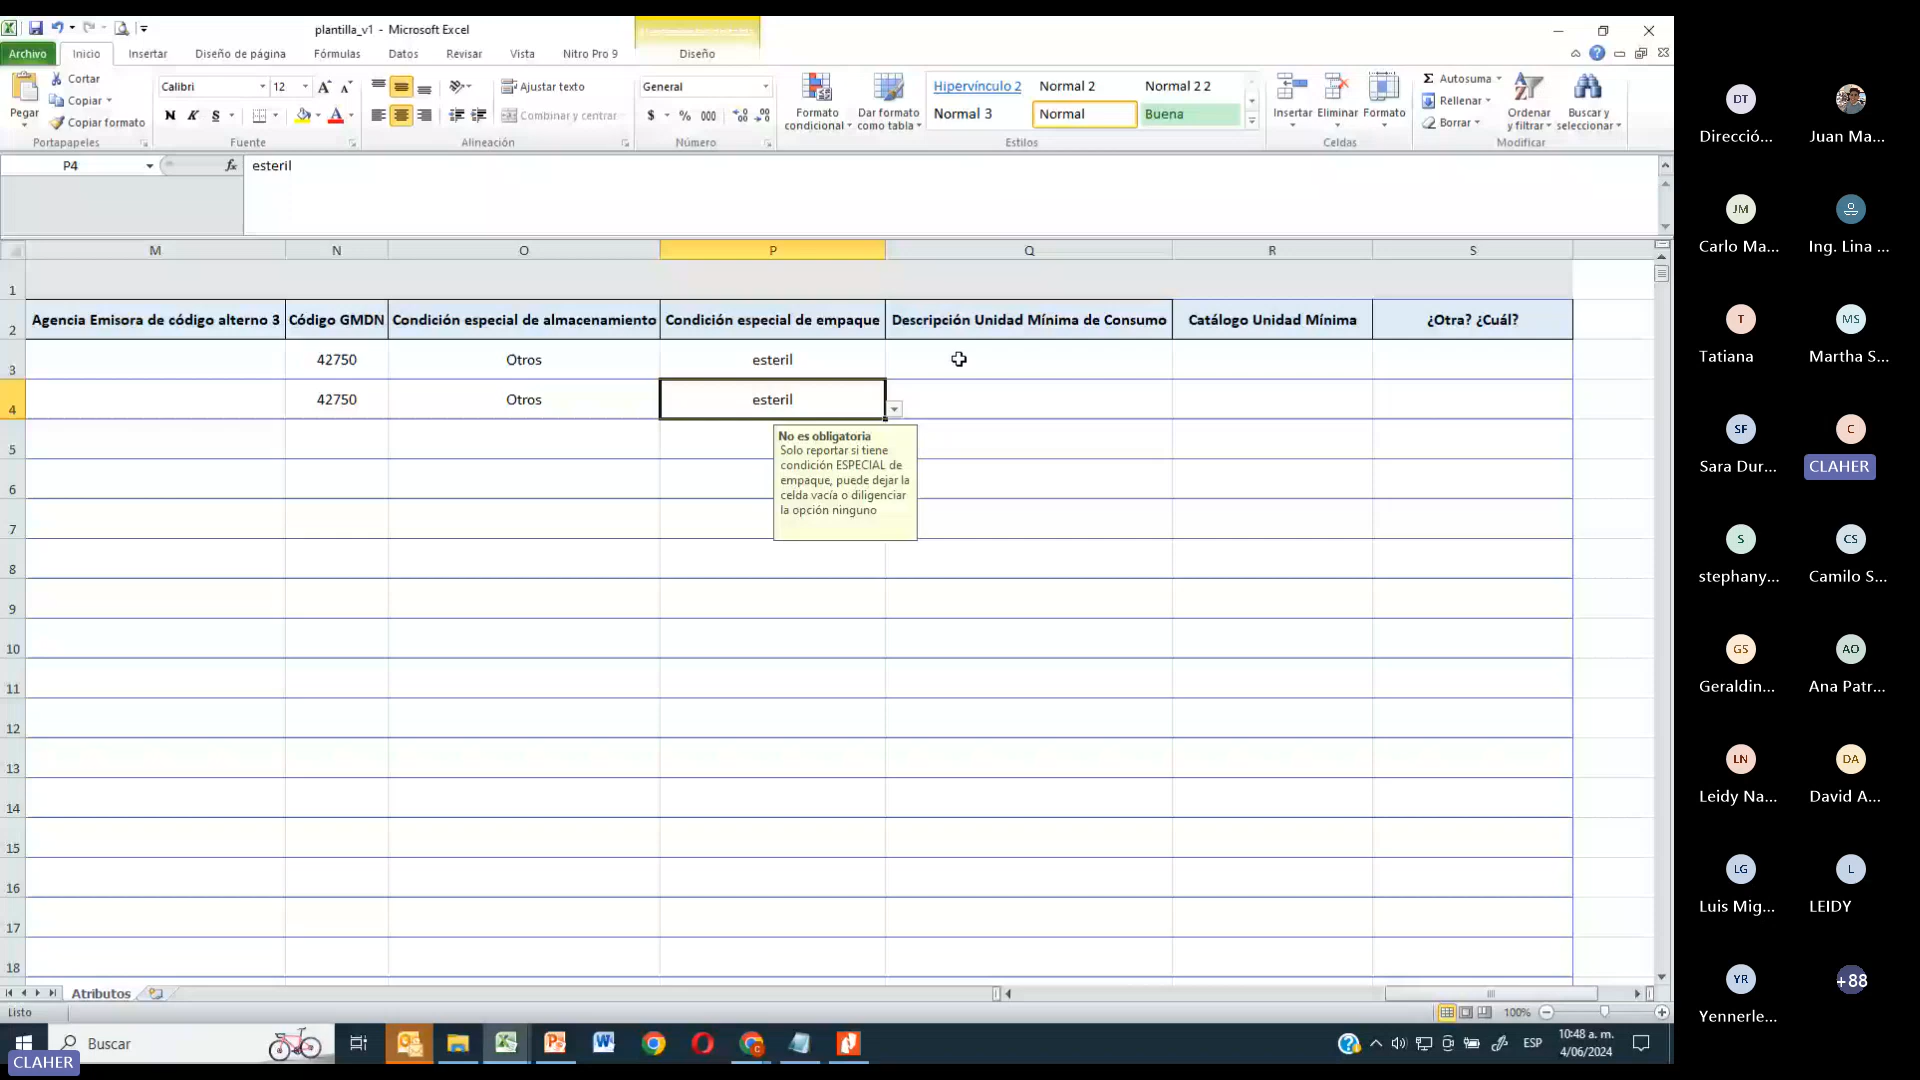 plantilla_v1 - Microsoft Excel
Archivo Inicio Insertar Diseño de página Fórmulas Datos Revisar Vista Nitro Pro 9 Diseño
Pegar
Cortar
Copiar
Copiar formato
Portapapeles
Calibri 12
N K S
Fuente
Ajustar texto
Combinar y centrar
Alineación
General
$ % 000
Número
Formato condicional
Dar formato como tabla
Hipervínculo 2 Normal 2 Normal 2 2
Normal 3 Normal Buena
Estilos
Insertar Eliminar Formato
Celdas
Autosuma
Rellenar
Borrar
Ordenar y filtrar
Buscar y seleccionar
Modificar
P4 fx esteril
M N O P Q R S
1
2 Agencia Emisora de código alterno 3 Código GMDN Condición especial de almacenamiento Condición especial de empaque Descripción Unidad Mínima de Consumo Catálogo Unidad Mínima ¿Otra? ¿Cuál?
3 42750 Otros esteril
4 42750 Otros esteril
No es obligatoria
Solo reportar si tiene
condición ESPECIAL de
empaque, puede dejar la
celda vacía o diligenciar
la opción ninguno
5
6
7
8
9
10
11
12
13
14
15
16
17
18
Atributos
Listo 100%
Buscar
ESP
10:48 a. m.
4/06/2024
CLAHER
DT
Direcció...
Juan Ma...
JM
Carlo Ma...
Ing. Lina ...
T
Tatiana
MS
Martha S...
SF
Sara Dur...
C
CLAHER
S
stephany...
CS
Camilo S...
GS
Geraldin...
AO
Ana Patr...
LN
Leidy Na...
DA
David A...
LG
Luis Mig...
L
LEIDY
YR
Yennerle...
+88